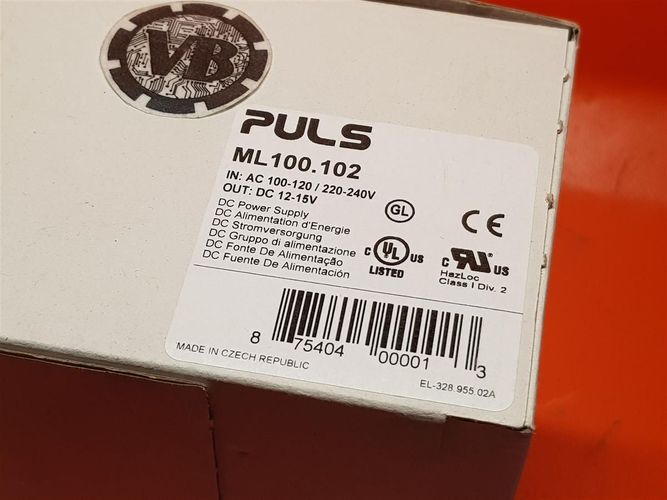 VB
PULS
ML100.102
IN: AC 100-120 / 220-240V
OUT: DC 12-15V
DC Power Supply
DC Alimentation d'Energie
DC Stromversorgung
DC Gruppo di alimentazione
DC Fonte De Alimentação
DC Fuente De Alimentación
GL
CE
C UL US
LISTED
C RU US
HazLoc
Class I Div. 2
8 75404 00001 3
MADE IN CZECH REPUBLIC
EL-328.955.02A